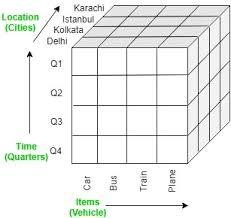 Location
(Cities)
Karachi
Istanbul
Kolkata
Delhi
Q1
Q2
Q3
Q4
Time
(Quarters)
Car
Bus
Train
Plane
Items
(Vehicle)